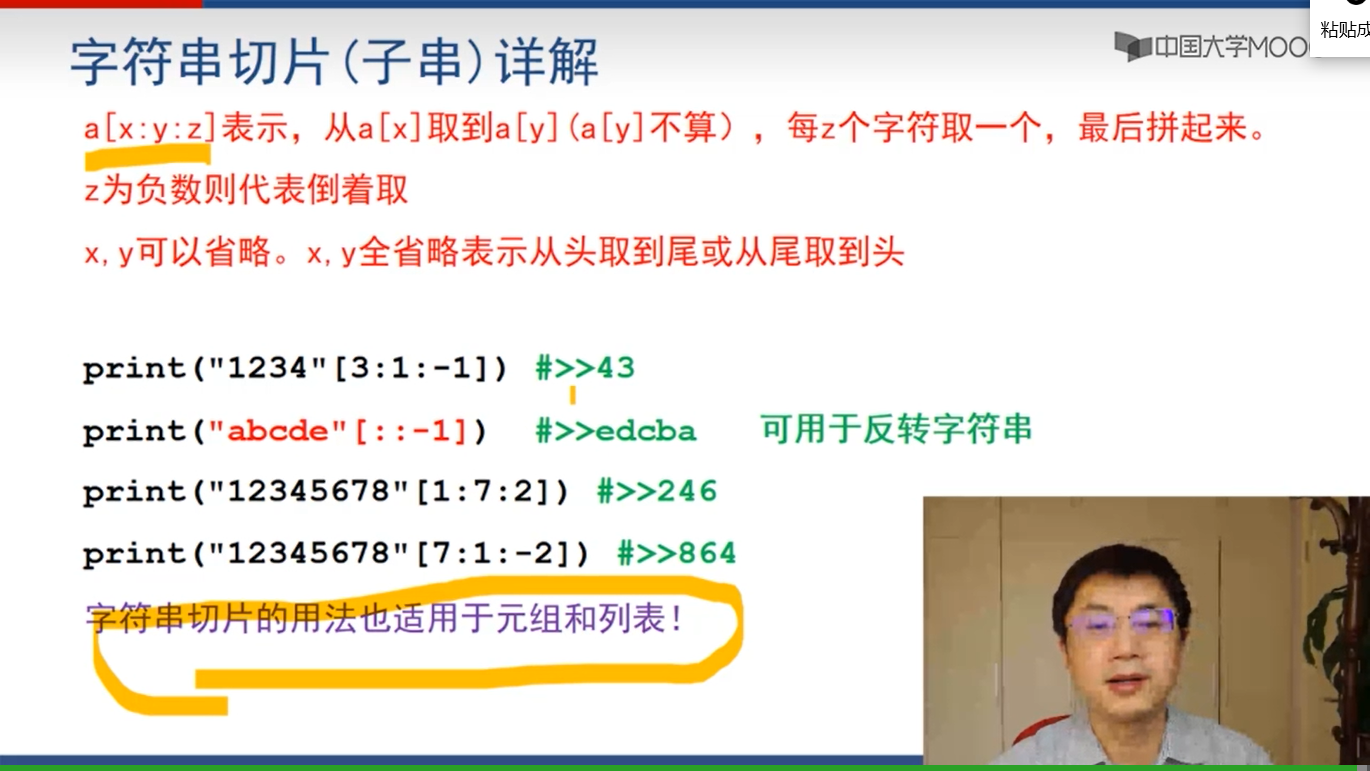 字符串切片(子串)详解
中国大学MOO
粘贴成
a[x:y:z]表示，从a[x]取到a[y](a[y]不算），每z个字符取一个，最后拼起来。
z为负数则代表倒着取
x,y可以省略。x,y全省略表示从头取到尾或从尾取到头
print("1234"[3:1:-1]) #>>43
print("abcde"[::-1]) #>>edcba 可用于反转字符串
print("12345678"[1:7:2]) #>>246
print("12345678"[7:1:-2]) #>>864
字符串切片的用法也适用于元组和列表！